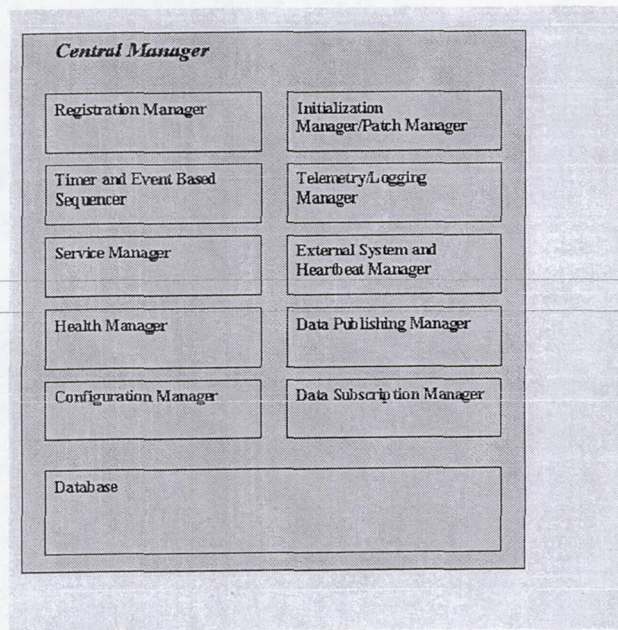 Central Manager
Registration Manager
Initialization
Manager/Patch Manager
Timer and Event Based
Sequencer
Telemetry/Logging
Manager
Service Manager
External System and
Heartbeat Manager
Health Manager
Data Publishing Manager
Configuration Manager
Data Subscription Manager
Database